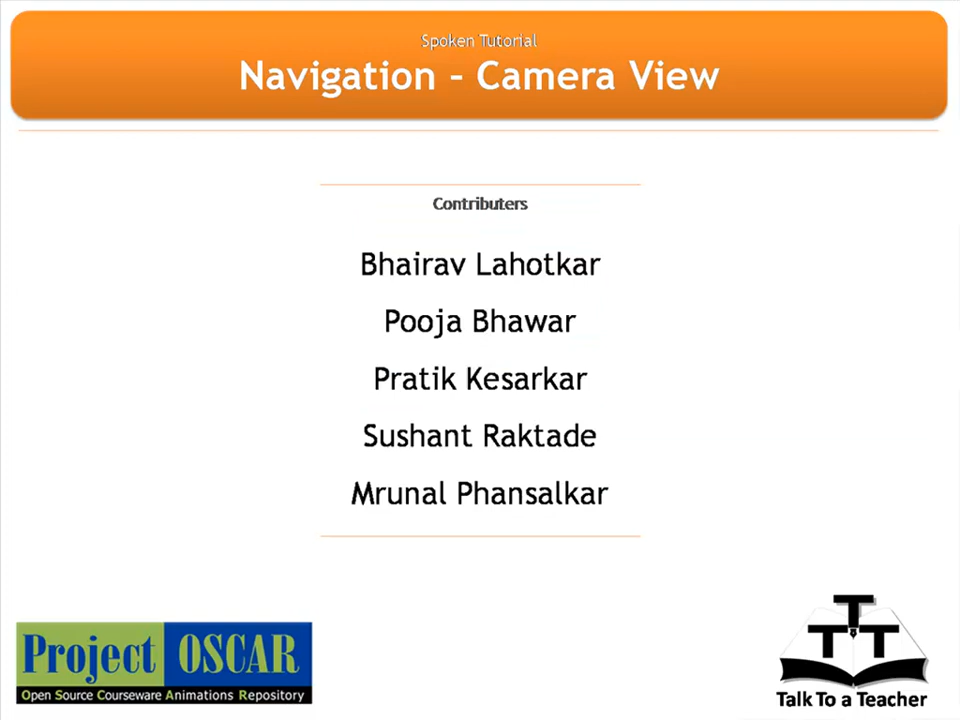 Spoken Tutorial
Navigation – Camera View
Contributers
Bhairav Lahotkar
Pooja Bhawar
Pratik Kesarkar
Sushant Raktade
Mrunal Phansalkar
Project OSCAR
Open Source Courseware Animations Repository
T
T T
Talk To a Teacher